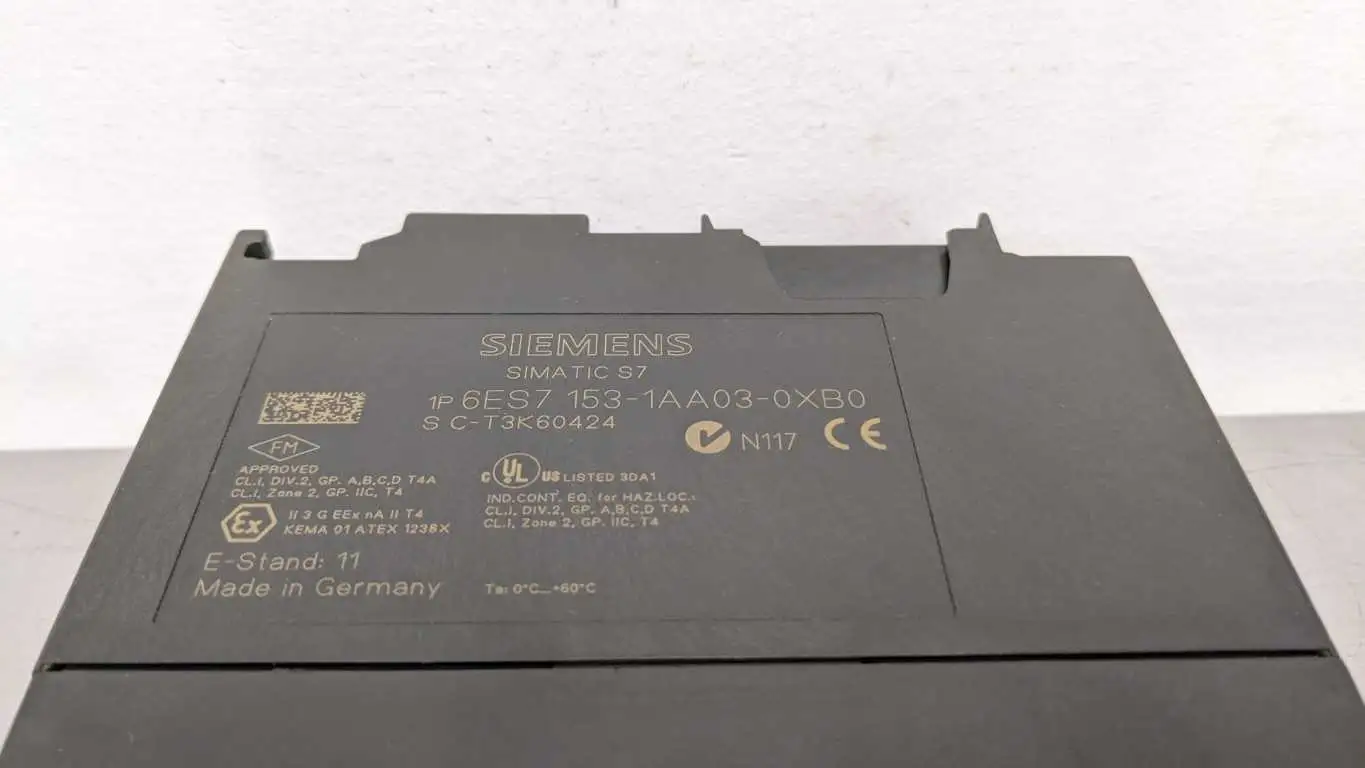 SIEMENS
SIMATIC S7
1P 6ES7 153-1AA03-0XB0
S C-T3K60424
N117 CE
FM
APPROVED
CL.I, DIV.2, GP. A,B,C,D T4A
CL.I, Zone 2, GP. IIC, T4
Ex II 3 G EEx nA II T4
KEMA 01 ATEX 1238X
c UL US LISTED 3DA1
IND.CONT. EQ. for HAZ.LOC.:
CL.I, DIV.2, GP. A,B,C,D T4A
CL.I, Zone 2, GP. IIC, T4
E-Stand: 11
Made in Germany
Ta: 0°C...+60°C